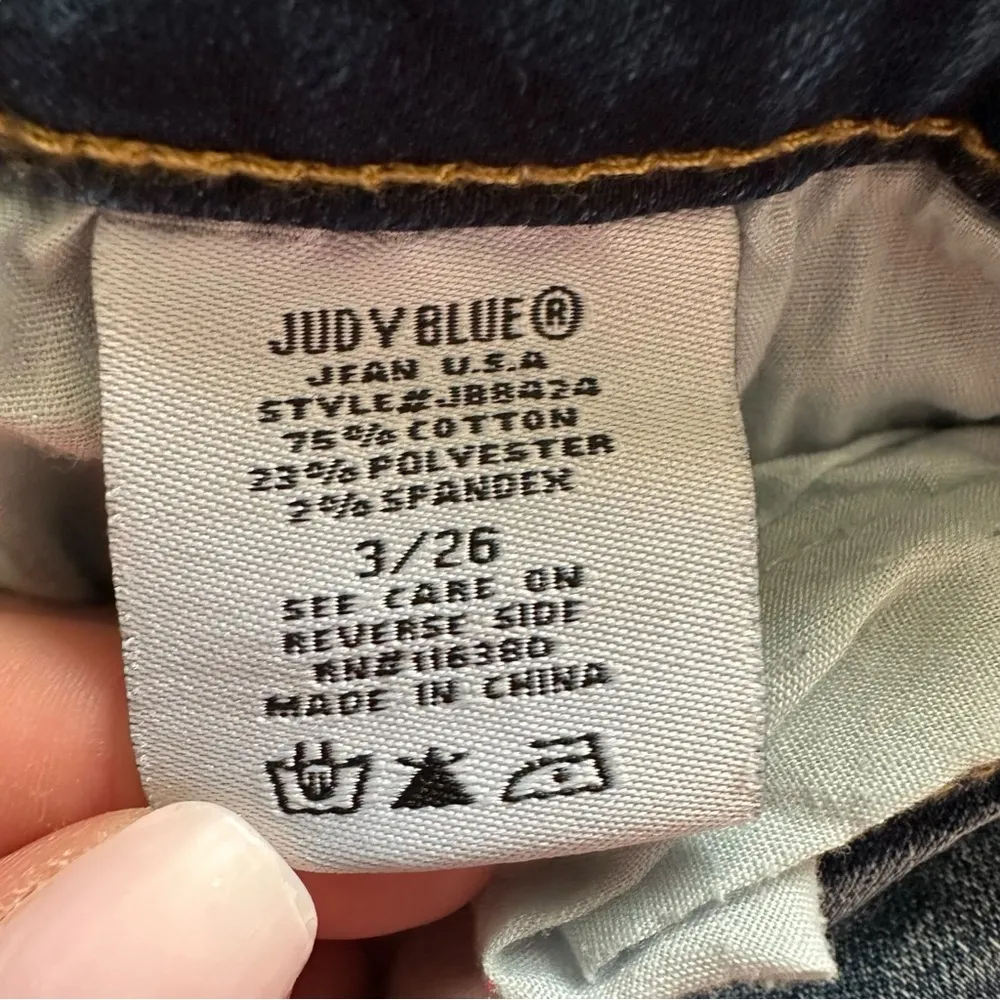 JUDY BLUE®
JEAN U.S.A
STYLE#JB8424
75% COTTON
23% POLYESTER
2% SPANDEX
3/26
SEE CARE ON
REVERSE SIDE
RN#116380
MADE IN CHINA